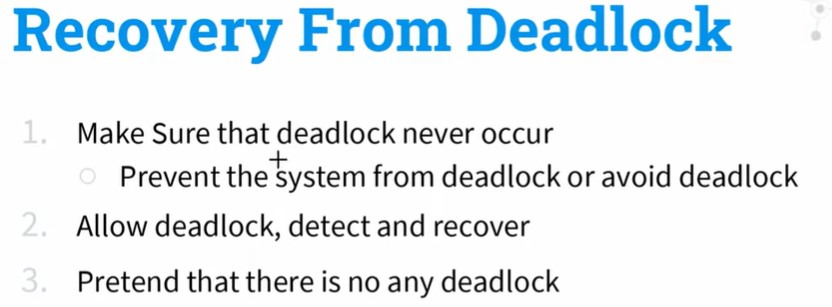 Recovery From Deadlock
1. Make Sure that deadlock never occur
○ Prevent the system from deadlock or avoid deadlock
2. Allow deadlock, detect and recover
3. Pretend that there is no any deadlock